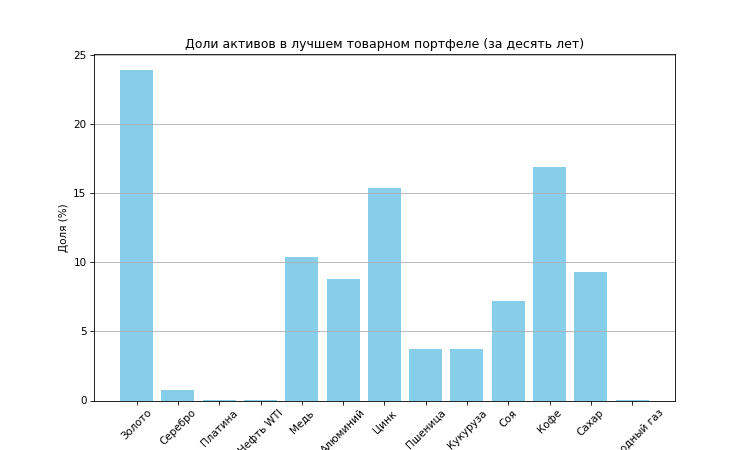 Доли активов в лучшем товарном портфеле (за десять лет)
Доля (%)
25
20
15
10
5
0
Золото
Серебро
Платина
Нефть WTI
Медь
Алюминий
Цинк
Пшеница
Кукуруза
Соя
Кофе
Сахар
газ